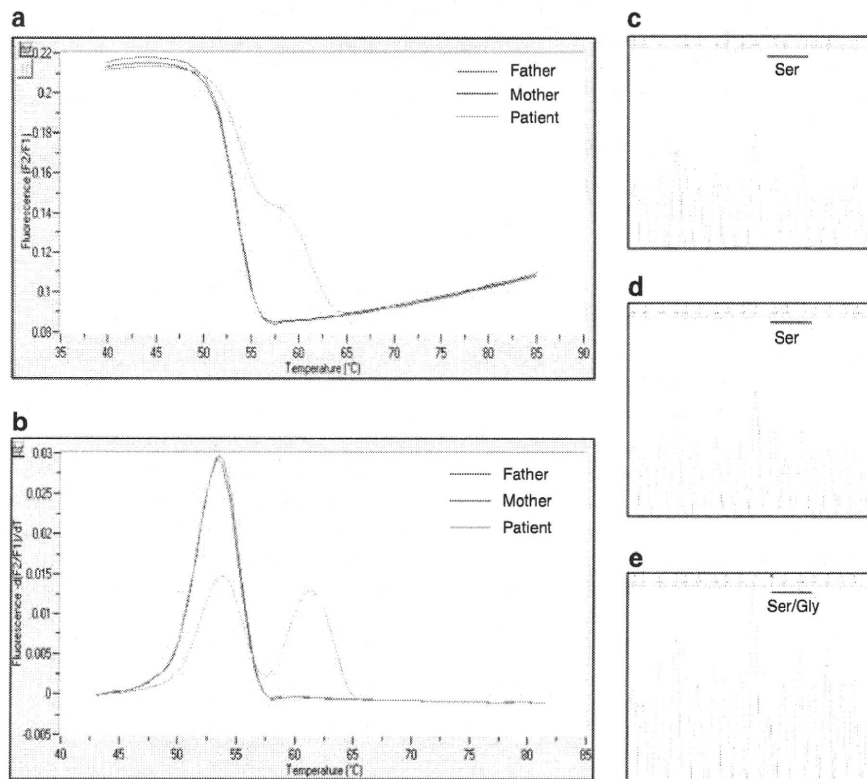 a
0.22
0.2
0.18
0.16
0.14
0.12
0.1
0.08
Fluorescence (F2/F1)
35 40 45 50 55 60 65 70 75 80 85 90
Temperature (°C)
Father
Mother
Patient
b
0.03
0.025
0.02
0.015
0.01
0.005
0
-0.005
Fluorescence -d(F2/F1)/dT
40 45 50 55 60 65 70 75 80 85
Temperature (°C)
Father
Mother
Patient
c
Ser
d
Ser
e
Ser/Gly